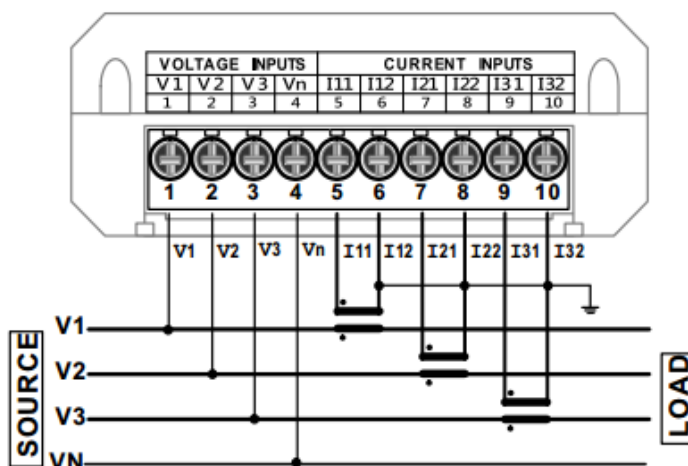 VOLTAGE INPUTS CURRENT INPUTS
V1 V2 V3 Vn I11 I12 I21 I22 I31 I32
1 2 3 4 5 6 7 8 9 10
1 2 3 4 5 6 7 8 9 10
V1 V2 V3 Vn I11 I12 I21 I22 I31 I32
SOURCE
V1
V2
V3
VN
LOAD